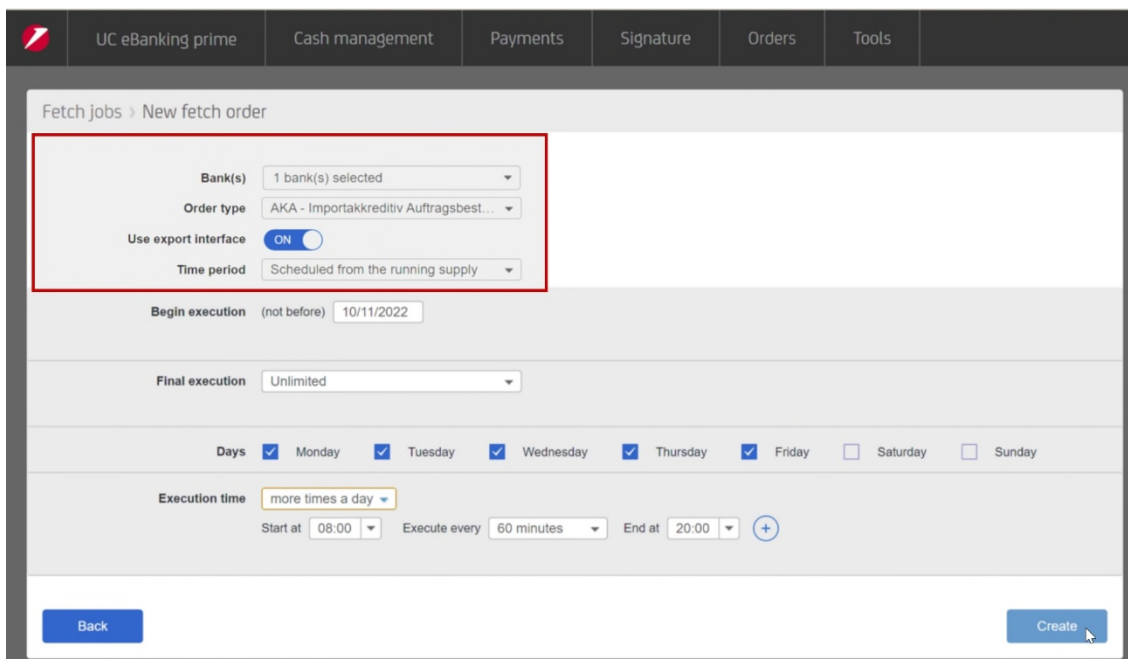 UC eBanking prime Cash management Payments Signature Orders Tools
Fetch jobs › New fetch order
Bank(s) 1 bank(s) selected
Order type AKA - Importakkreditiv Auftragsbest...
Use export interface ON
Time period Scheduled from the running supply
Begin execution (not before) 10/11/2022
Final execution Unlimited
Days Monday Tuesday Wednesday Thursday Friday Saturday Sunday
Execution time more times a day
Start at 08:00 Execute every 60 minutes End at 20:00
Back Create